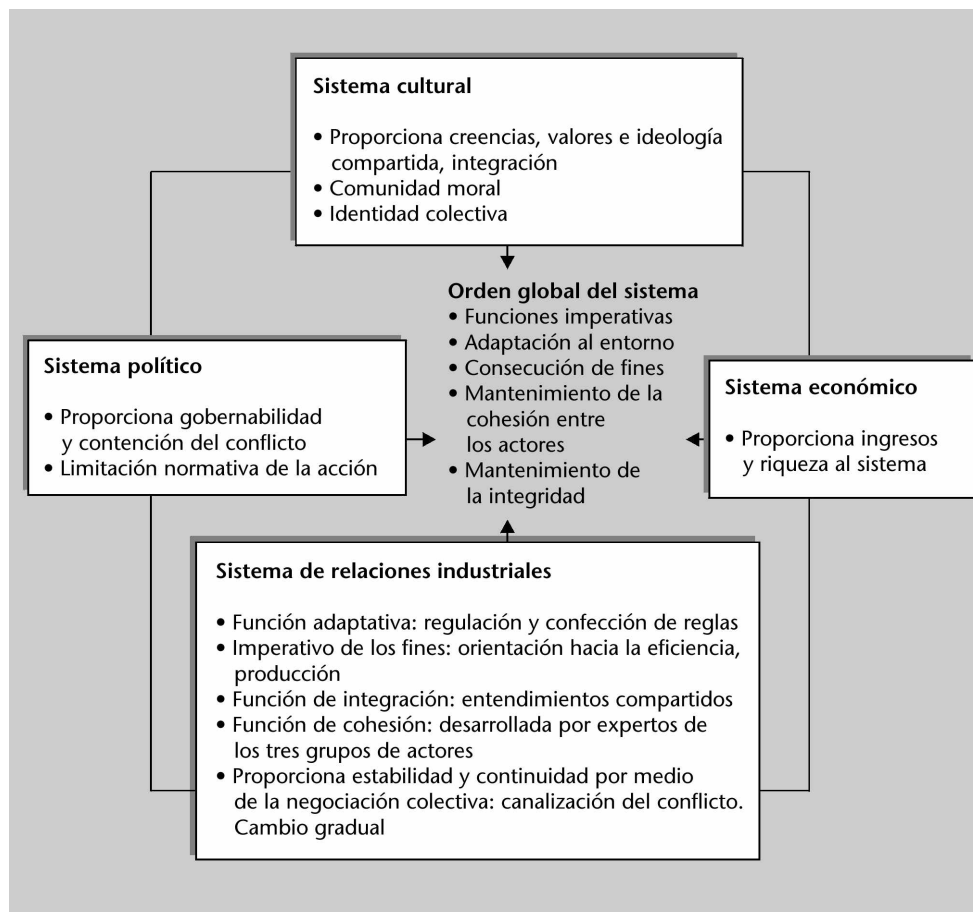 Sistema cultural
• Proporciona creencias, valores e ideología
compartida, integración
• Comunidad moral
• Identidad colectiva
Orden global del sistema
• Funciones imperativas
• Adaptación al entorno
• Consecución de fines
• Mantenimiento de la
cohesión entre
los actores
• Mantenimiento de
la integridad
Sistema político
• Proporciona gobernabilidad
y contención del conflicto
• Limitación normativa de la acción
Sistema económico
• Proporciona ingresos
y riqueza al sistema
Sistema de relaciones industriales
• Función adaptativa: regulación y confección de reglas
• Imperativo de los fines: orientación hacia la eficiencia,
producción
• Función de integración: entendimientos compartidos
• Función de cohesión: desarrollada por expertos de
los tres grupos de actores
• Proporciona estabilidad y continuidad por medio
de la negociación colectiva: canalización del conflicto.
Cambio gradual